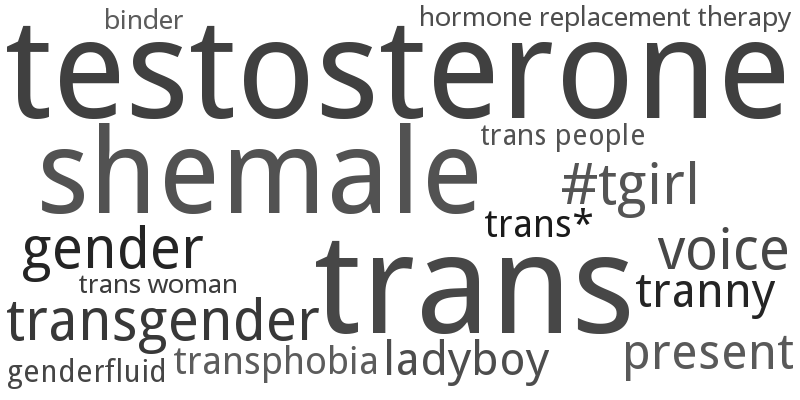 binder
hormone replacement therapy
testosterone
trans people
shemale
#tgirl
trans*
gender
voice
trans woman
trans
tranny
transgender
present
transphobia
ladyboy
genderfluid